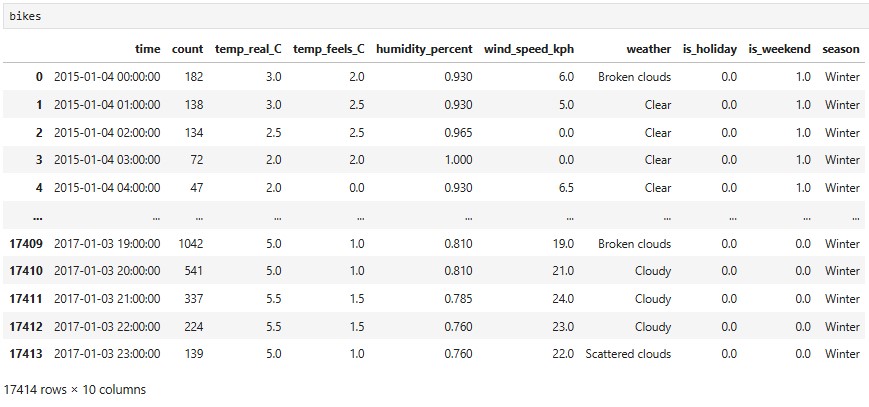 bikes
time count temp_real_C temp_feels_C humidity_percent wind_speed_kph weather is_holiday is_weekend season
0 2015-01-04 00:00:00 182 3.0 2.0 0.930 6.0 Broken clouds 0.0 1.0 Winter
1 2015-01-04 01:00:00 138 3.0 2.5 0.930 5.0 Clear 0.0 1.0 Winter
2 2015-01-04 02:00:00 134 2.5 2.5 0.965 0.0 Clear 0.0 1.0 Winter
3 2015-01-04 03:00:00 72 2.0 2.0 1.000 0.0 Clear 0.0 1.0 Winter
4 2015-01-04 04:00:00 47 2.0 0.0 0.930 6.5 Clear 0.0 1.0 Winter
... ... ... ... ... ... ... ... ... ... ...
17409 2017-01-03 19:00:00 1042 5.0 1.0 0.810 19.0 Broken clouds 0.0 0.0 Winter
17410 2017-01-03 20:00:00 541 5.0 1.0 0.810 21.0 Cloudy 0.0 0.0 Winter
17411 2017-01-03 21:00:00 337 5.5 1.5 0.785 24.0 Cloudy 0.0 0.0 Winter
17412 2017-01-03 22:00:00 224 5.5 1.5 0.760 23.0 Cloudy 0.0 0.0 Winter
17413 2017-01-03 23:00:00 139 5.0 1.0 0.760 22.0 Scattered clouds 0.0 0.0 Winter
17414 rows × 10 columns